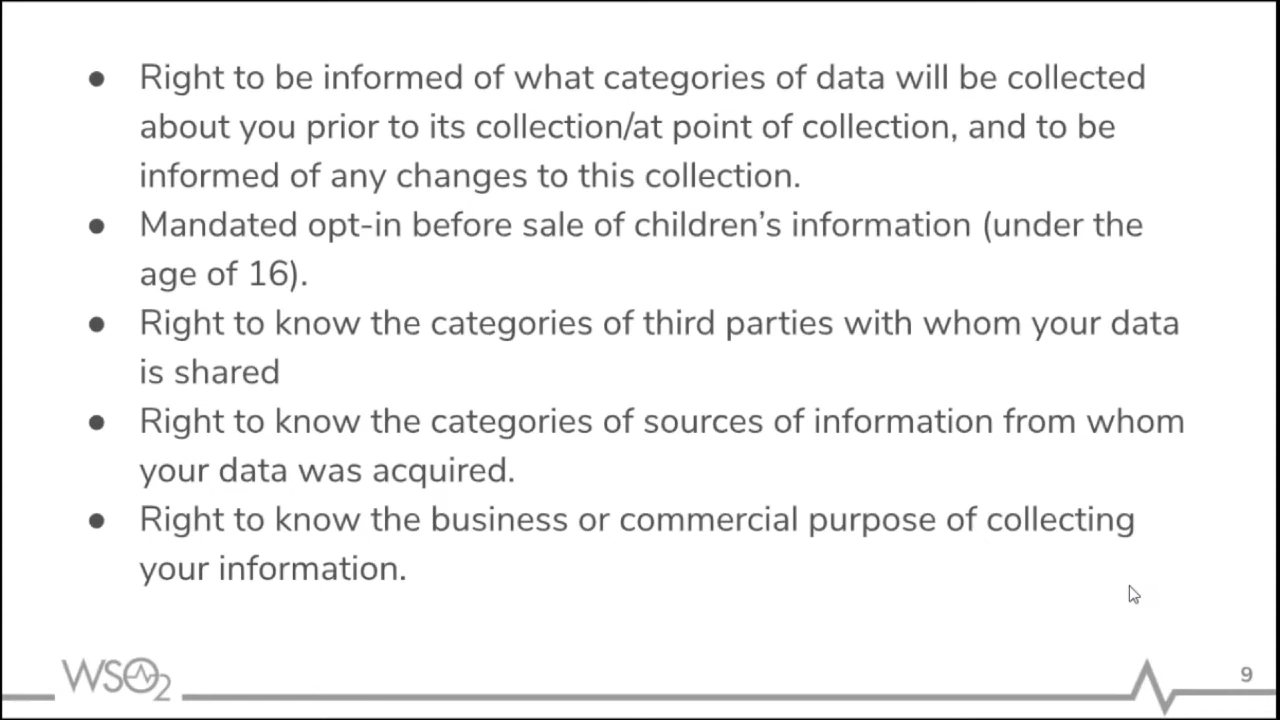 ● Right to be informed of what categories of data will be collected
about you prior to its collection/at point of collection, and to be
informed of any changes to this collection.
● Mandated opt-in before sale of children’s information (under the
age of 16).
● Right to know the categories of third parties with whom your data
is shared
● Right to know the categories of sources of information from whom
your data was acquired.
● Right to know the business or commercial purpose of collecting
your information.
WSO2
9